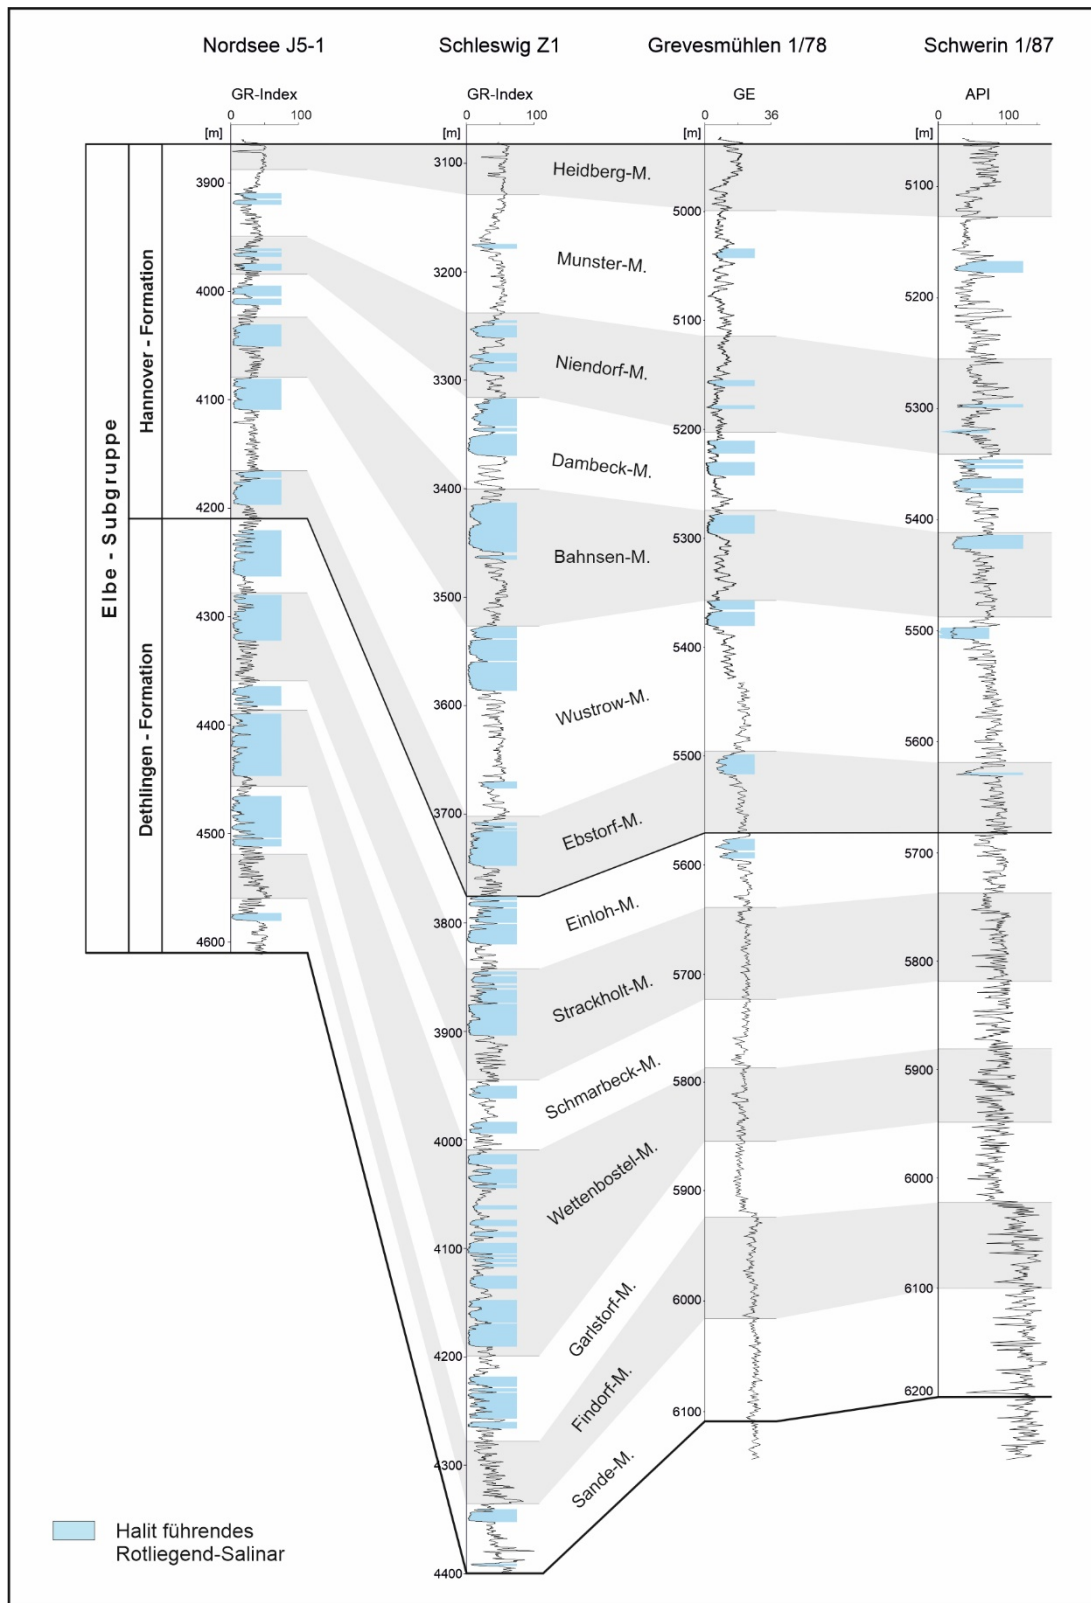 Nordsee J5-1
Schleswig Z1
Grevesmühlen 1/78
Schwerin 1/87
GR-Index
0 100
[m]
GR-Index
0 100
[m]
GE
0 36
[m]
API
0 100
[m]
Elbe - Subgruppe
Hannover - Formation
Dethlingen - Formation
3900
4000
4100
4200
4300
4400
4500
4600
3100
3200
3300
3400
3500
3600
3700
3800
3900
4000
4100
4200
4300
4400
Heidberg-M.
Munster-M.
Niendorf-M.
Dambeck-M.
Bahnsen-M.
Wustrow-M.
Ebstorf-M.
Einloh-M.
Strackholt-M.
Schmarbeck-M.
Wettenbostel-M.
Garlstorf-M.
Findorf-M.
Sande-M.
5000
5100
5200
5300
5400
5500
5600
5700
5800
5900
6000
6100
5100
5200
5300
5400
5500
5600
5700
5800
5900
6000
6100
6200
Halit führendes
Rotliegend-Salinar